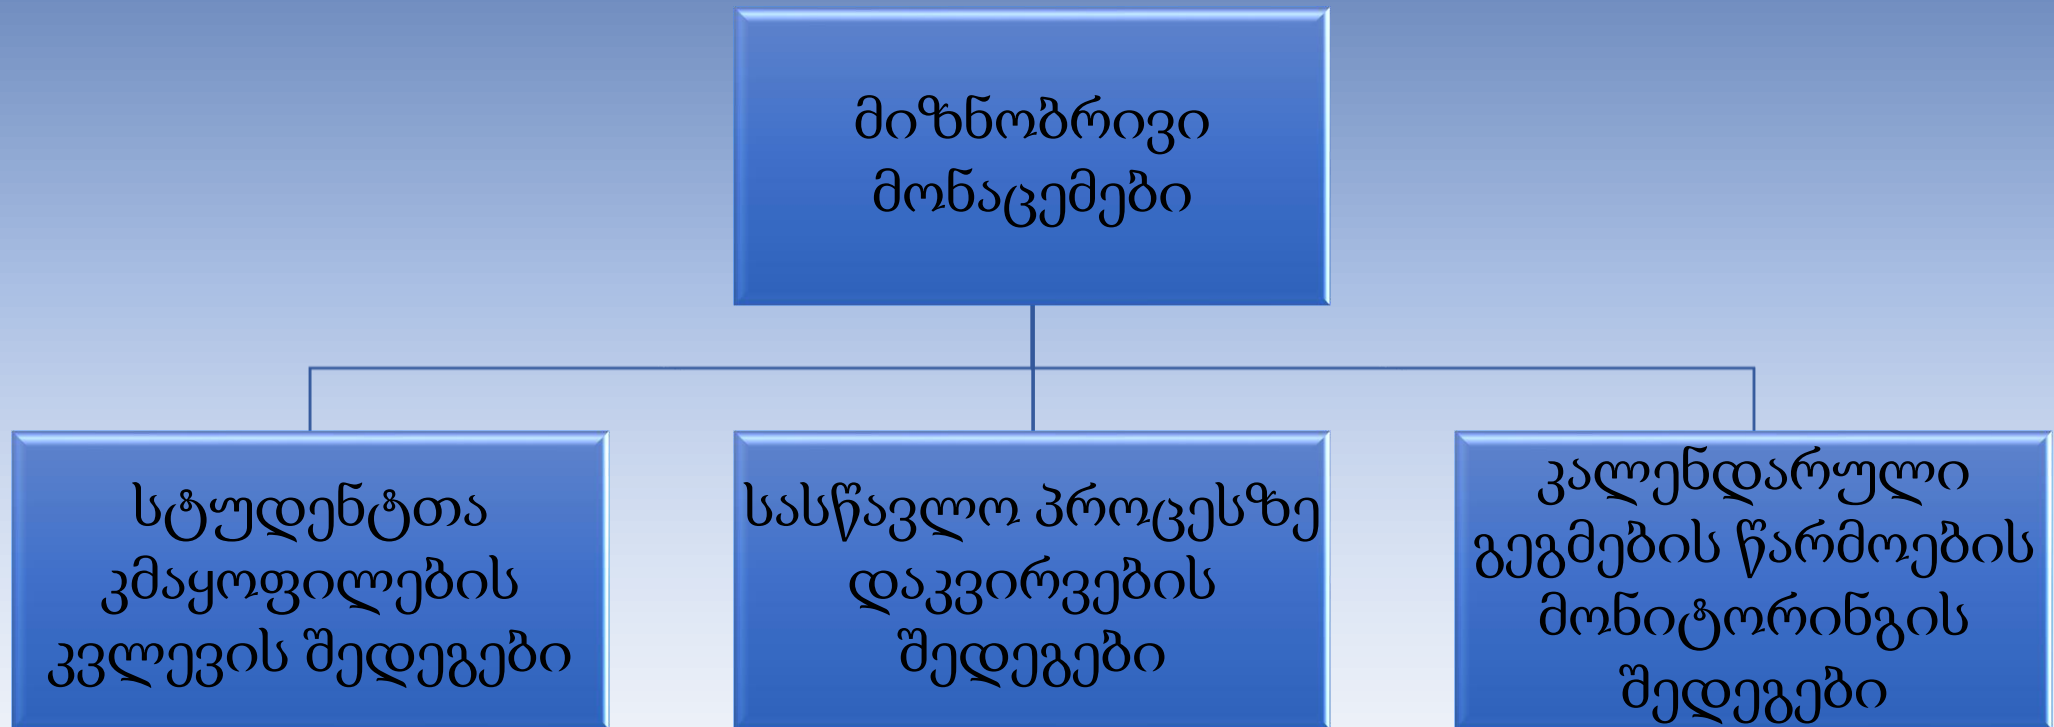 მიზნობრივი
მონაცემები
სტუდენტთა
კმაყოფილების
კვლევის შედეგები
სასწავლო პროცესზე
დაკვირვების
შედეგები
კალენდარული
გეგმების წარმოების
მონიტორინგის
შედეგები